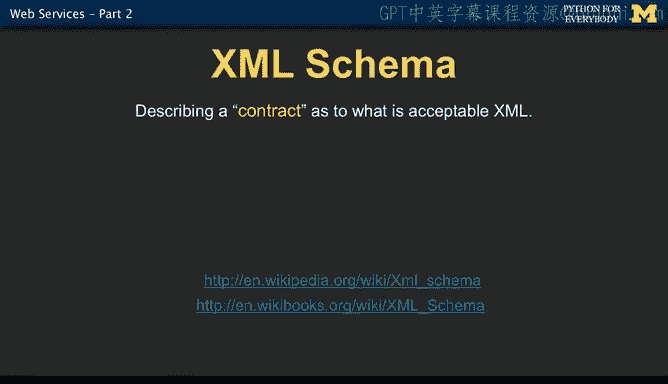 Web Services – Part 2
GPT中英字幕课程资源
PYTHON FOR
EVERYBODY
XML Schema
Describing a “contract” as to what is acceptable XML.
http://en.wikipedia.org/wiki/Xml_schema
http://en.wikibooks.org/wiki/XML_Schema